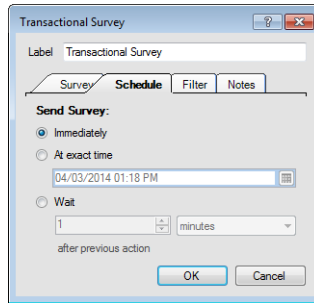 Transactional Survey
Label Transactional Survey
Survey Schedule Filter Notes
Send Survey:
Immediately
At exact time
04/03/2014 01:18 PM
Wait
1 minutes
after previous action
OK Cancel